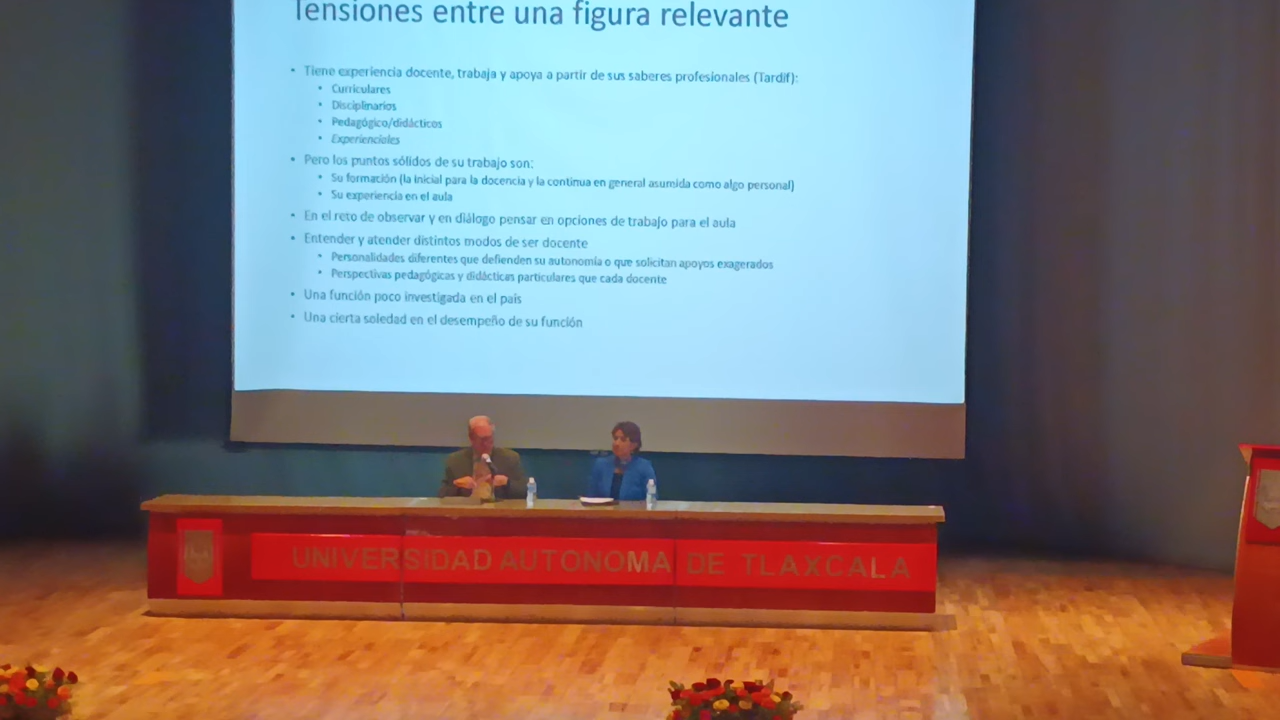 Tensiones entre una figura relevante
• Tiene experiencia docente, trabaja y apoya a partir de sus saberes profesionales (Tardif):
• Curriculares
• Disciplinarios
• Pedagógico/didácticos
• Experienciales
• Pero los puntos sólidos de su trabajo son:
• Su formación (la inicial para la docencia y la continua en general asumida como algo personal)
• Su experiencia en el aula
• En el reto de observar y en diálogo pensar en opciones de trabajo para el aula
• Entender y atender distintos modos de ser docente
• Personalidades diferentes que defienden su autonomía o que solicitan apoyos exagerados
• Perspectivas pedagógicas y didácticas particulares que cada docente
• Una función poco investigada en el país
• Una cierta soledad en el desempeño de su función
UNIVERSIDAD AUTONOMA DE TLAXCALA